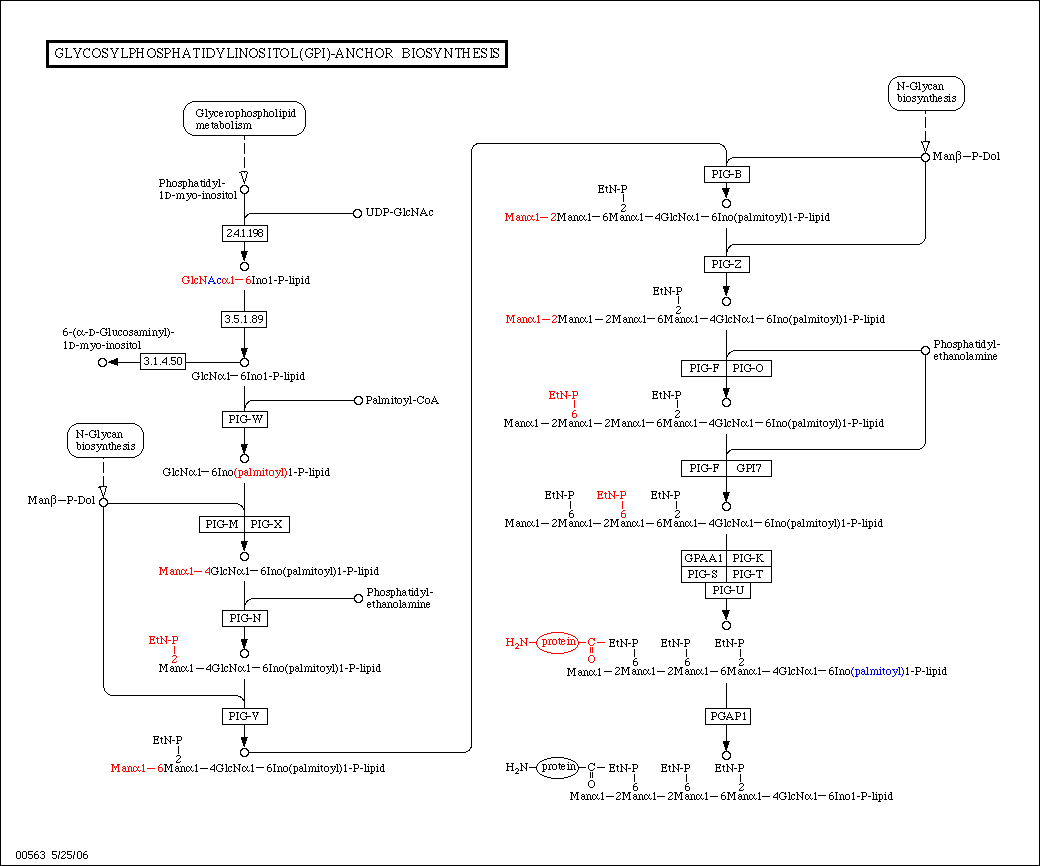 GLYCOSYLPHOSPHATIDYLINOSITOL(GPI)-ANCHOR BIOSYNTHESIS
Glycerophospholipid
metabolism
Phosphatidyl-
1D-myo-inositol
UDP-GlcNAc
2.4.1.198
GlcNAcα1−6Ino1-P-lipid
3.5.1.89
6-(α-D-Glucosaminyl)-
1D-myo-inositol
3.1.4.50
GlcNα1−6Ino1-P-lipid
Palmitoyl-CoA
PIG-W
N-Glycan
biosynthesis
GlcNα1−6Ino(palmitoyl)1-P-lipid
Manβ−P-Dol
PIG-M PIG-X
Manα1−4GlcNα1−6Ino(palmitoyl)1-P-lipid
Phosphatidyl-
ethanolamine
PIG-N
EtN-P
2
Manα1−4GlcNα1−6Ino(palmitoyl)1-P-lipid
PIG-V
EtN-P
2
Manα1−6Manα1−4GlcNα1−6Ino(palmitoyl)1-P-lipid
N-Glycan
biosynthesis
Manβ−P-Dol
PIG-B
EtN-P
2
Manα1−2Manα1−6Manα1−4GlcNα1−6Ino(palmitoyl)1-P-lipid
PIG-Z
EtN-P
2
Manα1−2Manα1−2Manα1−6Manα1−4GlcNα1−6Ino(palmitoyl)1-P-lipid
Phosphatidyl-
ethanolamine
PIG-F PIG-O
EtN-P EtN-P
6 2
Manα1−2Manα1−2Manα1−6Manα1−4GlcNα1−6Ino(palmitoyl)1-P-lipid
PIG-F GPI7
EtN-P EtN-P EtN-P
6 6 2
Manα1−2Manα1−2Manα1−6Manα1−4GlcNα1−6Ino(palmitoyl)1-P-lipid
GPAA1 PIG-K
PIG-S PIG-T
PIG-U
H2N− protein −C−EtN-P EtN-P EtN-P
O 6 6 2
Manα1−2Manα1−2Manα1−6Manα1−4GlcNα1−6Ino(palmitoyl)1-P-lipid
PGAP1
H2N− protein −C−EtN-P EtN-P EtN-P
O 6 6 2
Manα1−2Manα1−2Manα1−6Manα1−4GlcNα1−6Ino1-P-lipid
00563 5/25/06